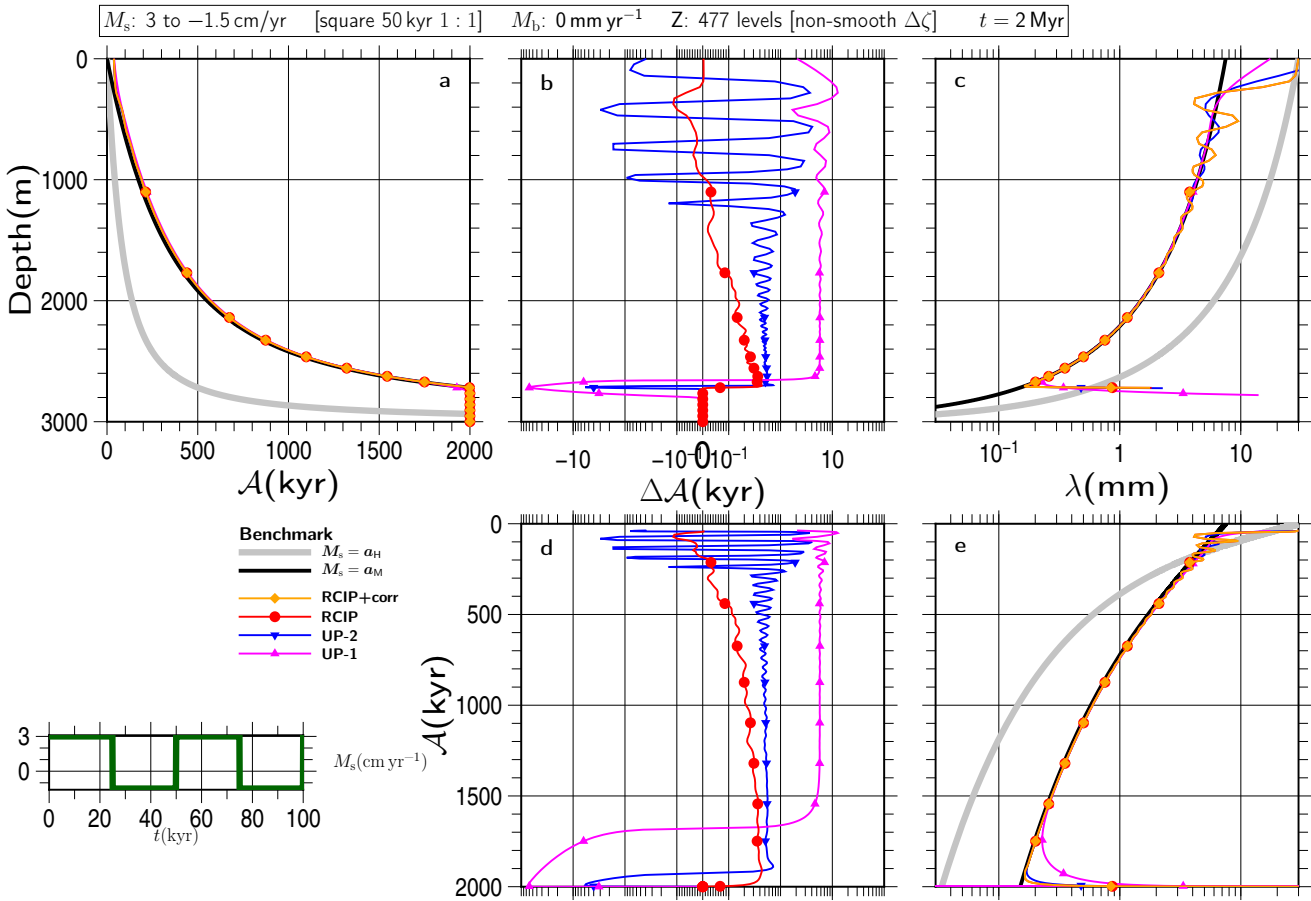 Mₛ: 3 to −1.5 cm/yr [square 50 kyr 1 : 1] M_b: 0 mm yr⁻¹ Z: 477 levels [non-smooth Δζ] t = 2 Myr
a b c
0
1000
2000
3000
Depth(m)
0 500 1000 1500 2000
𝒜(kyr)
−10 −10⁻¹ 0 10⁻¹ 10
Δ𝒜(kyr)
10⁻¹ 1 10
λ(mm)
Benchmark
Mₛ = a_H
Mₛ = a_M
RCIP+corr
RCIP
UP-2
UP-1
d e
0
500
1000
1500
2000
𝒜(kyr)
3
0
Mₛ(cm yr⁻¹)
0 20 40 60 80 100
t(kyr)